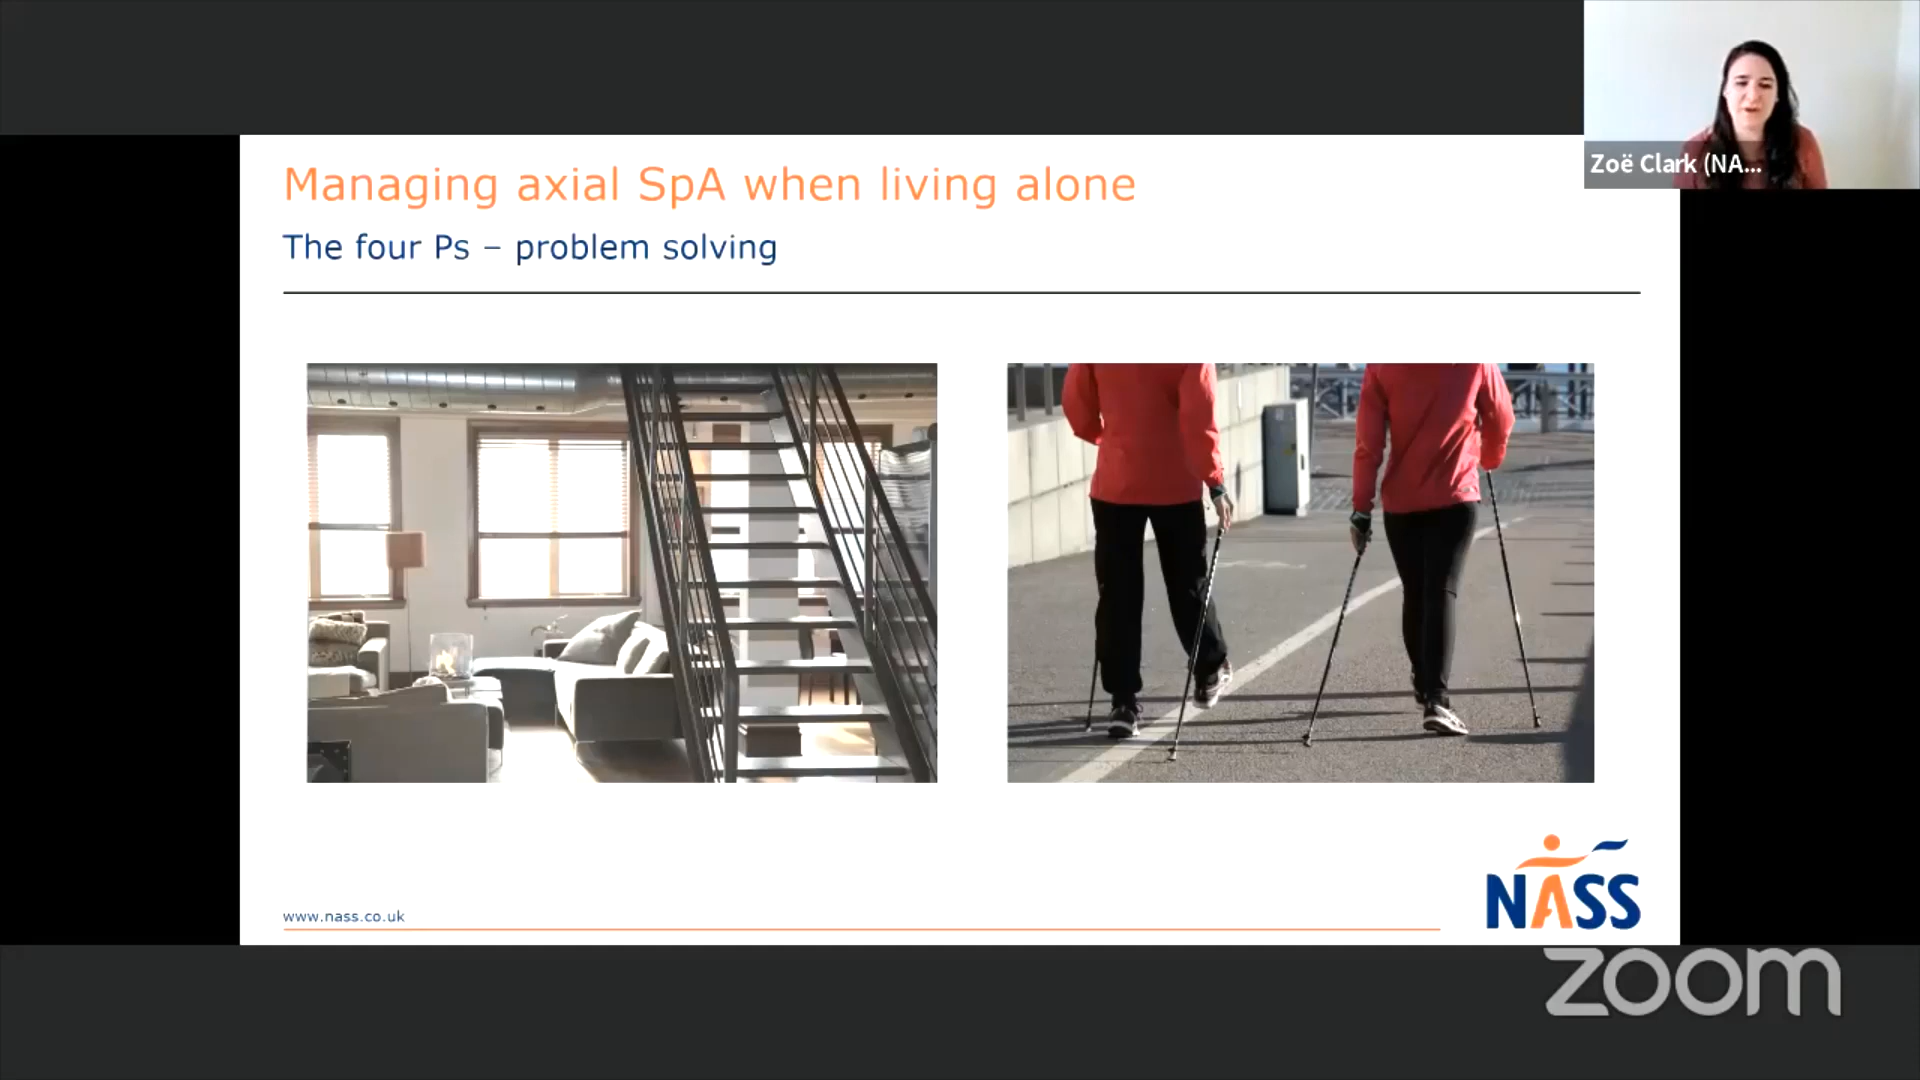 Zoë Clark (NA...
Managing axial SpA when living alone
The four Ps – problem solving
www.nass.co.uk
NASS
zoom